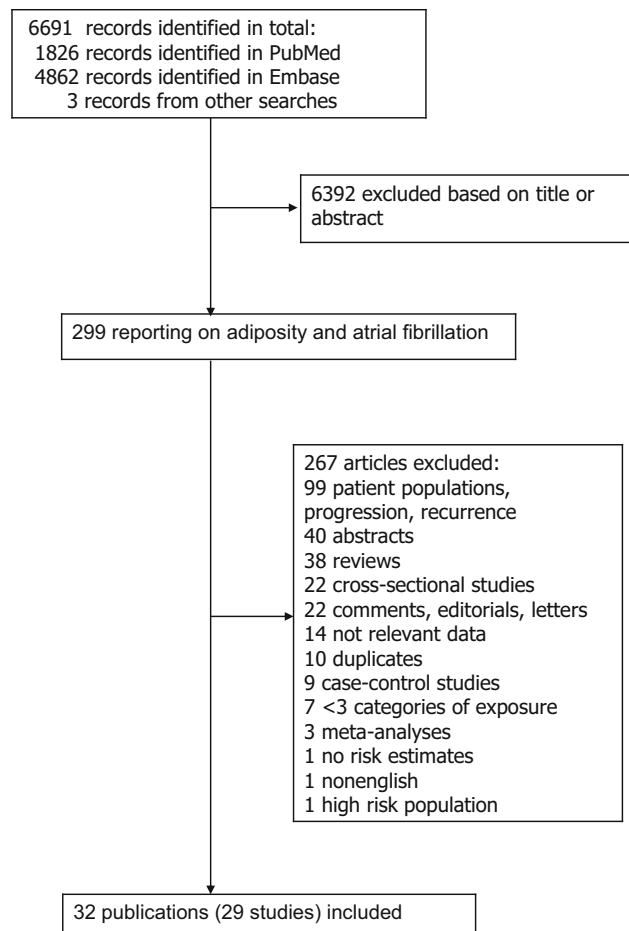 6691 records identified in total:
1826 records identified in PubMed
4862 records identified in Embase
3 records from other searches
6392 excluded based on title or
abstract
299 reporting on adiposity and atrial fibrillation
267 articles excluded:
99 patient populations,
progression, recurrence
40 abstracts
38 reviews
22 cross-sectional studies
22 comments, editorials, letters
14 not relevant data
10 duplicates
9 case-control studies
7 <3 categories of exposure
3 meta-analyses
1 no risk estimates
1 nonenglish
1 high risk population
32 publications (29 studies) included